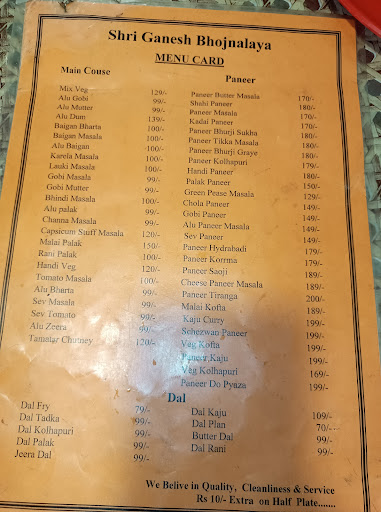 Shri Ganesh Bhojnalaya
MENU CARD
Main Couse
Mix Veg 129/-
Alu Gobi 99/-
Alu Mutter 99/-
Alu Dum 139/-
Baigan Bharta 100/-
Baigan Masala 100/-
Alu Baigan 100/-
Karela Masala 100/-
Lauki Masala 100/-
Gobi Masala 99/-
Gobi Mutter 99/-
Bhindi Masala 100/-
Alu palak 99/-
Channa Masala 99/-
Capsicum Stuff Masala 120/-
Malai Palak 150/-
Rani Palak 100/-
Handi Veg 120/-
Tomato Masala 100/-
Alu Bharta 99/-
Sev Masala 99/-
Sev Tomato 99/-
Alu Zeera 99/-
Tamatar Chutney 120/-
Paneer
Paneer Butter Masala 170/-
Shahi Paneer 180/-
Paneer Masala 170/-
Kadai Paneer 180/-
Paneer Bhurji Sukha 180/-
Paneer Tikka Masala 180/-
Paneer Bhurji Graye 180/-
Paneer Kolhapuri 179/-
Handi Paneer 180/-
Palak Paneer 150/-
Green Pease Masala 129/-
Chola Paneer 149/-
Gobi Paneer 149/-
Alu Paneer Masala 149/-
Sev Paneer 149/-
Paneer Hydrabadi 179/-
Paneer Korrma 179/-
Paneer Saoji 189/-
Cheese Paneer Masala 189/-
Paneer Tiranga 200/-
Malai Kofta 189/-
Kaju Curry 199/-
Schezwan Paneer 199/-
Veg Kofta 199/-
Paneer Kaju 199/-
Veg Kolhapuri 169/-
Paneer Do Pyaza 199/-
Dal
Dal Fry 79/-
Dal Tadka 99/-
Dal Kolhapuri 99/-
Dal Palak 99/-
Jeera Dal 99/-
Dal Kaju 109/-
Dal Plan 70/-
Butter Dal 99/-
Dal Rani 99/-
We Belive in Quality, Cleanliness & Service
Rs 10/- Extra on Half Plate.......